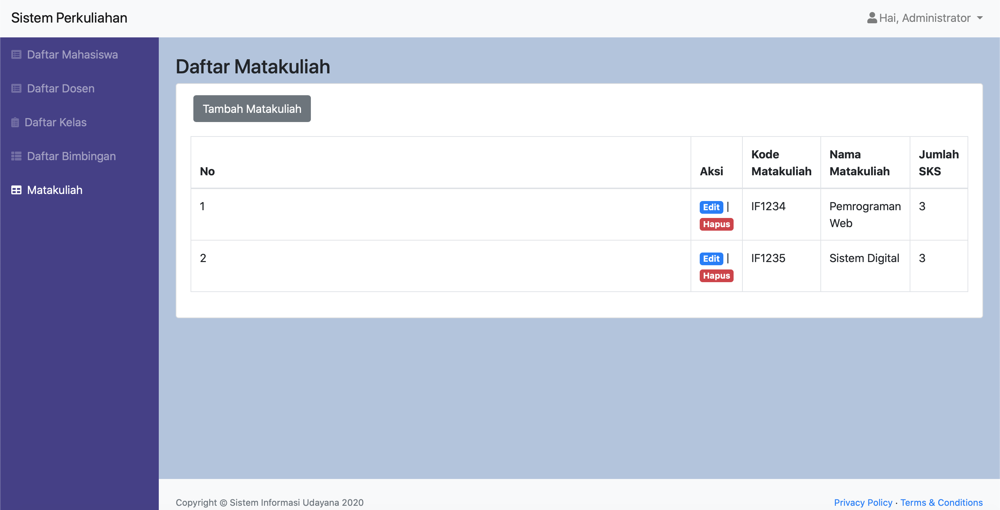 Sistem Perkuliahan
Hai, Administrator
Daftar Mahasiswa
Daftar Dosen
Daftar Kelas
Daftar Bimbingan
Matakuliah
Daftar Matakuliah
Tambah Matakuliah
No Aksi Kode Matakuliah Nama Matakuliah Jumlah SKS
1 Edit | Hapus IF1234 Pemrograman Web 3
2 Edit | Hapus IF1235 Sistem Digital 3
Copyright © Sistem Informasi Udayana 2020
Privacy Policy · Terms & Conditions